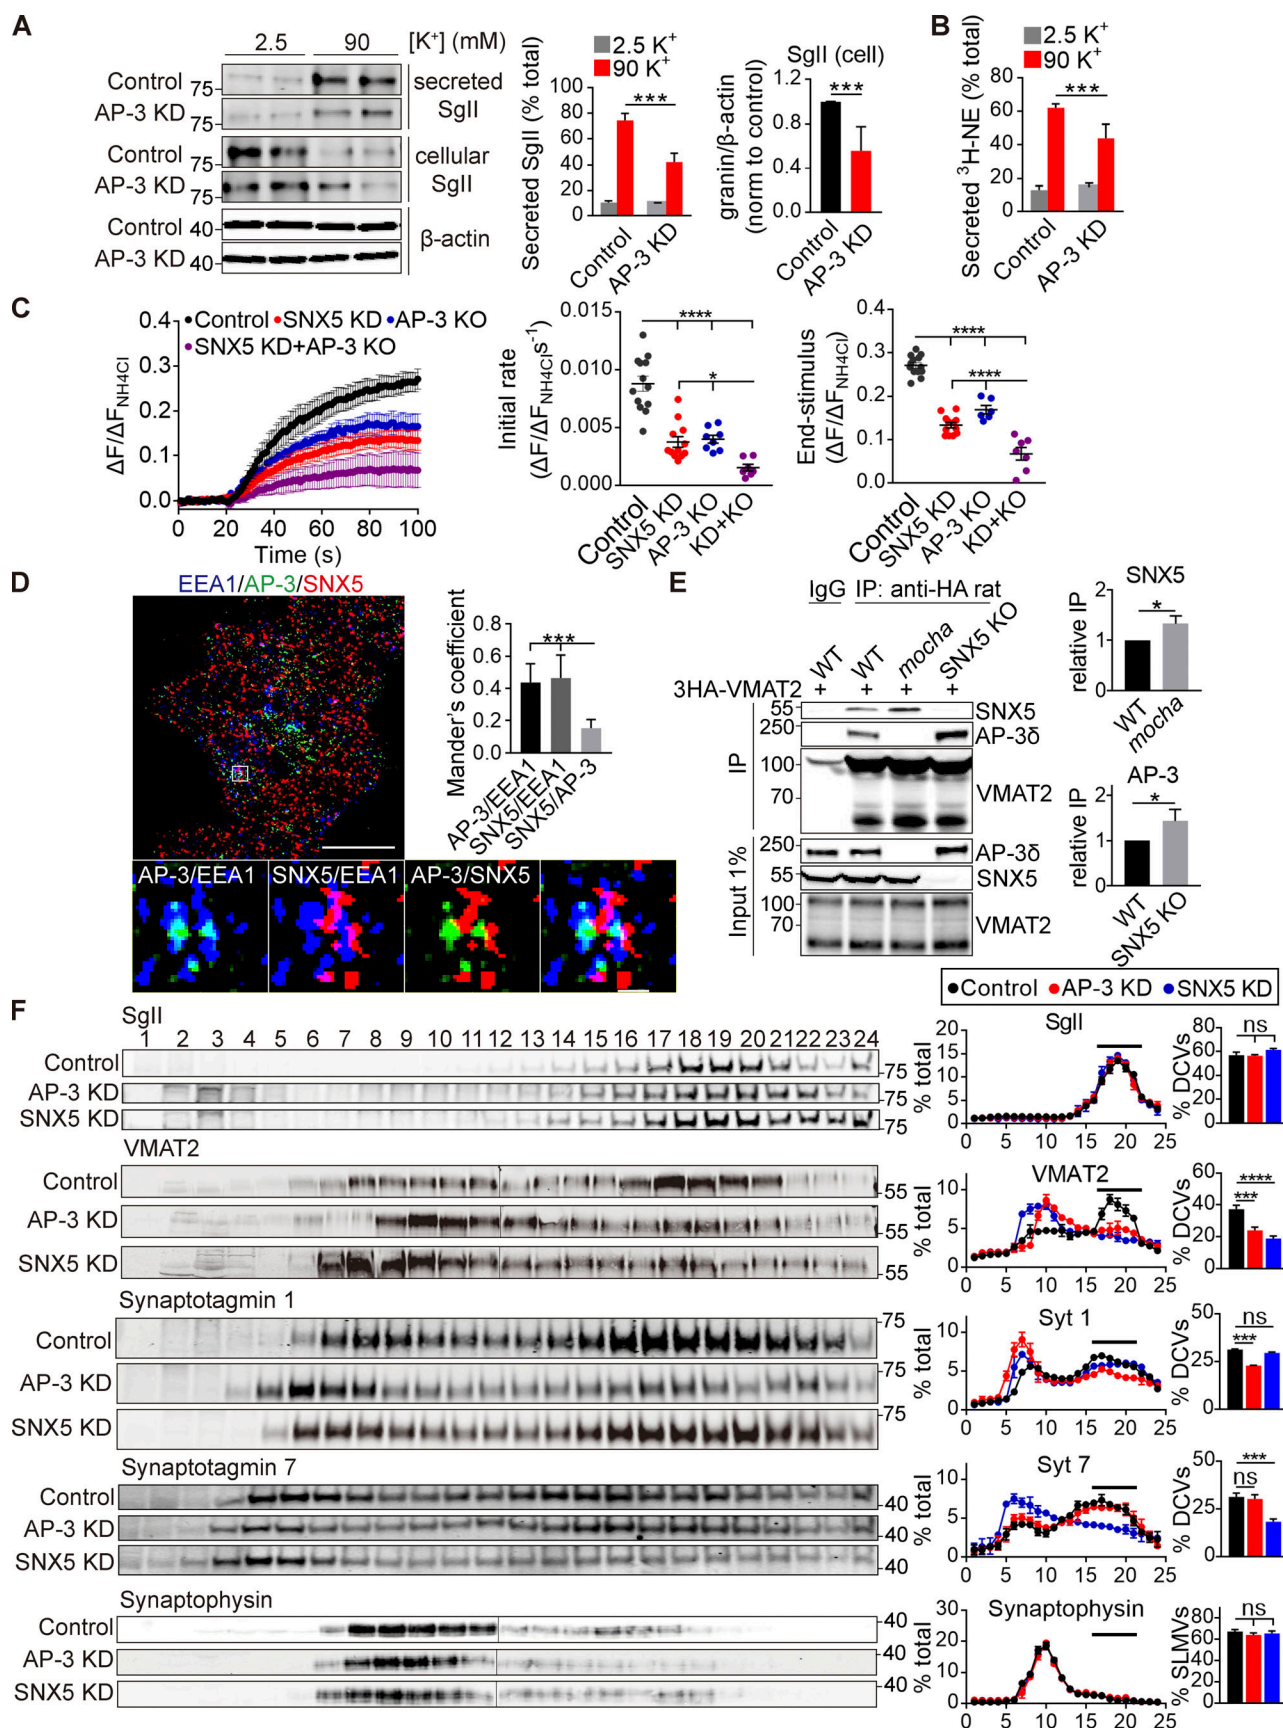 A
2.5 90 [K+] (mM)
Control 75 secreted
AP-3 KD 75 SgII
Control 75 cellular
AP-3 KD 75 SgII
Control 40 β-actin
AP-3 KD 40
2.5 K+
90 K+
Secreted SgII (% total)
100
80
60
40
20
0
***
Control
AP-3 KD
SgII (cell)
granin/β-actin
(norm to control)
1.2
0.8
0.4
0.0
***
Control
AP-3 KD
B
2.5 K+
90 K+
Secreted 3H-NE (% total)
80
60
40
20
0
***
Control
AP-3 KD
C
Control SNX5 KD AP-3 KO
SNX5 KD+AP-3 KO
ΔF/ΔFNH4Cl
0.4
0.3
0.2
0.1
0.0
0 20 40 60 80 100
Time (s)
Initial rate
(ΔF/ΔFNH4Cl s-1)
0.015
0.010
0.005
0.000
****
*
Control
SNX5 KD
AP-3 KO
KD+KO
End-stimulus
(ΔF/ΔFNH4Cl)
0.4
0.3
0.2
0.1
0.0
****
****
Control
SNX5 KD
AP-3 KO
KD+KO
D
EEA1/AP-3/SNX5
Mander's coefficient
0.8
0.6
0.4
0.2
0.0
***
AP-3/EEA1
SNX5/EEA1
SNX5/AP-3
AP-3/EEA1 SNX5/EEA1 AP-3/SNX5
E
IgG IP: anti-HA rat
WT WT mocha SNX5 KO
3HA-VMAT2 + + + +
IP
55 SNX5
250 AP-3δ
100
70 VMAT2
Input 1%
250 AP-3δ
55 SNX5
100
70 VMAT2
SNX5
relative IP
2
1
0
*
WT
mocha
AP-3
relative IP
2
1
0
*
WT
SNX5 KO
F
Control AP-3 KD SNX5 KD
SgII
1 2 3 4 5 6 7 8 9 10 11 12 13 14 15 16 17 18 19 20 21 22 23 24
Control 75
AP-3 KD 75
SNX5 KD 75
SgII
% total
20
15
10
5
0
0 5 10 15 20 25
% DCVs
80
60
40
20
0
ns
VMAT2
Control 55
AP-3 KD 55
SNX5 KD 55
VMAT2
% total
10
5
0
0 5 10 15 20 25
% DCVs
60
40
20
0
****
***
Synaptotagmin 1
Control 75
AP-3 KD 75
SNX5 KD 75
Syt 1
% total
10
5
0
0 5 10 15 20 25
% DCVs
50
25
0
ns
***
Synaptotagmin 7
Control 40
AP-3 KD 40
SNX5 KD 40
Syt 7
% total
10
5
0
0 5 10 15 20 25
% DCVs
50
25
0
***
ns
Synaptophysin
Control 40
AP-3 KD 40
SNX5 KD 40
Synaptophysin
% total
30
20
10
0
0 5 10 15 20 25
% SLMVs
80
60
40
20
0
ns